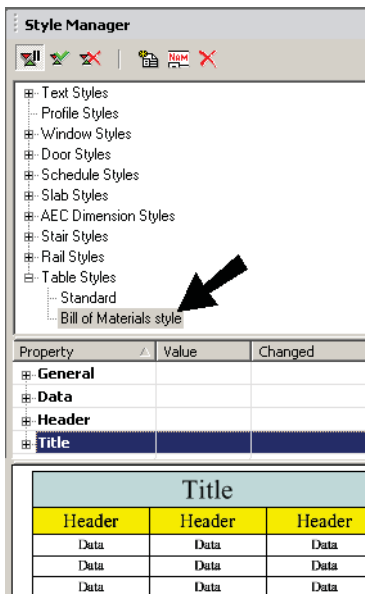 Style Manager
NAM
Text Styles
Profile Styles
Window Styles
Door Styles
Schedule Styles
Slab Styles
AEC Dimension Styles
Stair Styles
Rail Styles
Table Styles
Standard
Bill of Materials style
Property Value Changed
General
Data
Header
Title
Title
Header Header Header
Data Data Data
Data Data Data
Data Data Data